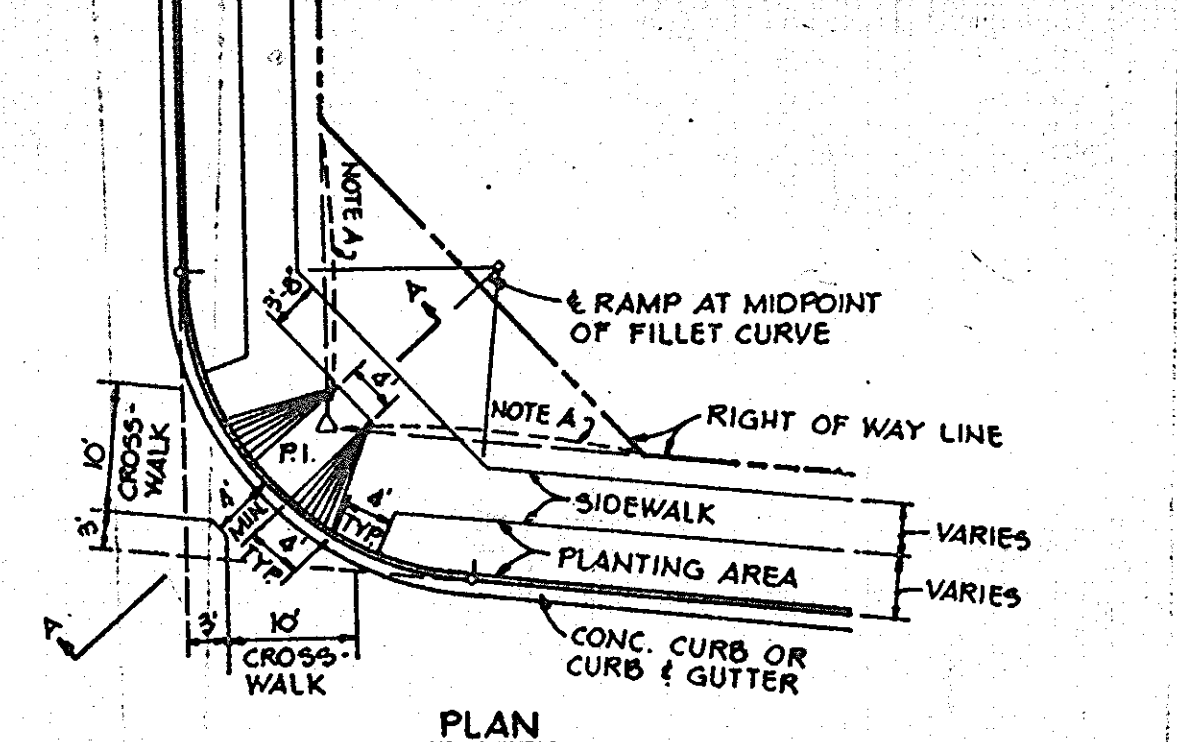 NOTE A
3'-8"
A
℄ RAMP AT MIDPOINT
OF FILLET CURVE
4'
NOTE A
RIGHT OF WAY LINE
10'
CROSS-
WALK
P.I.
4'
MIN.
4'
TYP.
4'
TYP.
SIDEWALK
VARIES
3'
PLANTING AREA
VARIES
A
3'
10'
CROSS-
WALK
CONC. CURB OR
CURB & GUTTER
PLAN